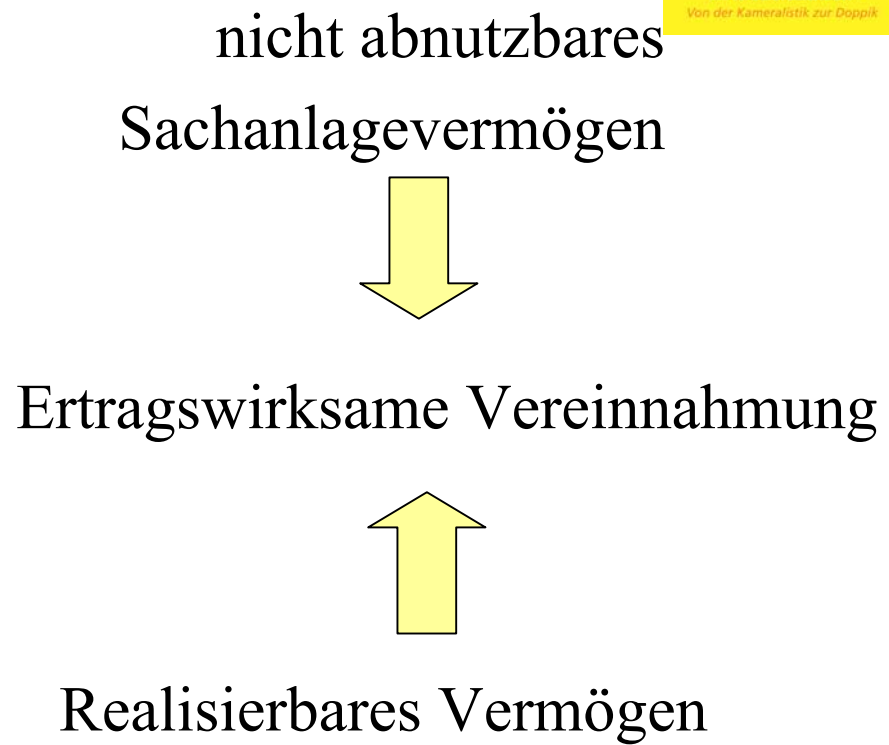 Von der Kameralistik zur Doppik
nicht abnutzbares
Sachanlagevermögen
Ertragswirksame Vereinnahmung
Realisierbares Vermögen